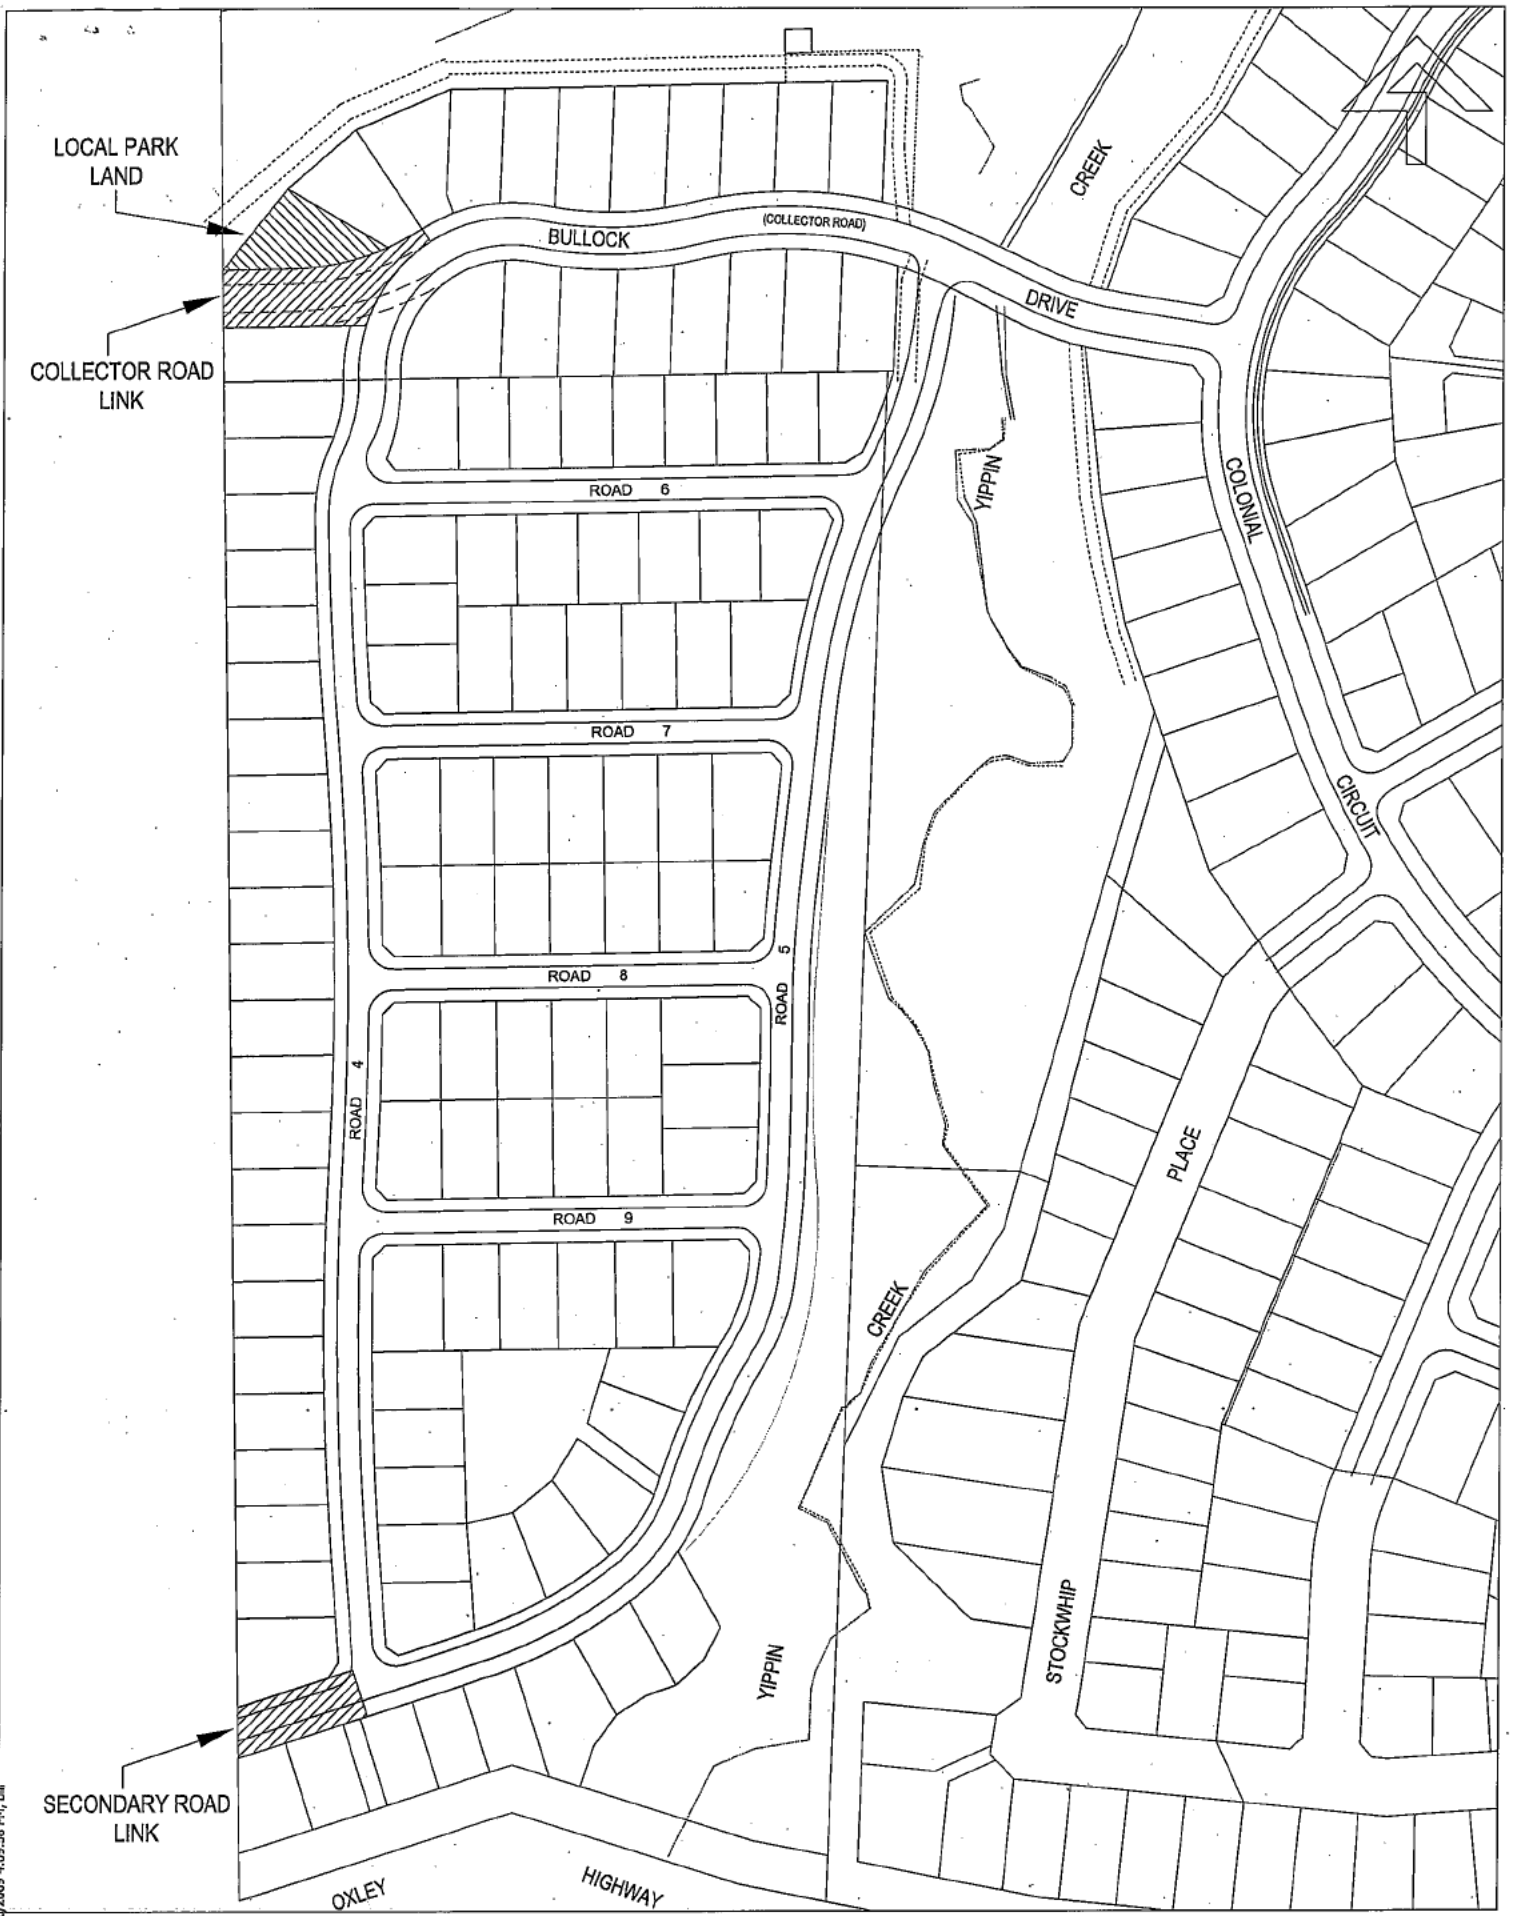 LOCAL PARK
LAND
CREEK
BULLOCK
(COLLECTOR ROAD)
DRIVE
COLLECTOR ROAD
LINK
YIPPIN
COLONIAL
ROAD 6
ROAD 7
CIRCUIT
ROAD 8
ROAD 5
ROAD 4
PLACE
ROAD 9
CREEK
STOCKWHIP
YIPPIN
SECONDARY ROAD
LINK
OXLEY
HIGHWAY